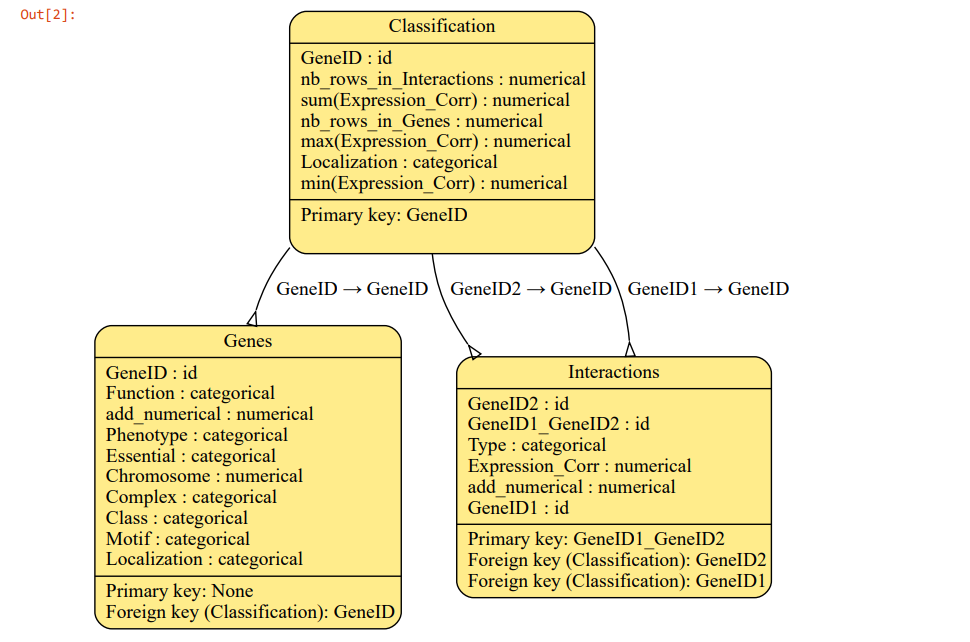 Out[2]:
Classification
GeneID : id
nb_rows_in_Interactions : numerical
sum(Expression_Corr) : numerical
nb_rows_in_Genes : numerical
max(Expression_Corr) : numerical
Localization : categorical
min(Expression_Corr) : numerical
Primary key: GeneID
GeneID → GeneID
GeneID2 → GeneID
GeneID1 → GeneID
Genes
GeneID : id
Function : categorical
add_numerical : numerical
Phenotype : categorical
Essential : categorical
Chromosome : numerical
Complex : categorical
Class : categorical
Motif : categorical
Localization : categorical
Primary key: None
Foreign key (Classification): GeneID
Interactions
GeneID2 : id
GeneID1_GeneID2 : id
Type : categorical
Expression_Corr : numerical
add_numerical : numerical
GeneID1 : id
Primary key: GeneID1_GeneID2
Foreign key (Classification): GeneID2
Foreign key (Classification): GeneID1